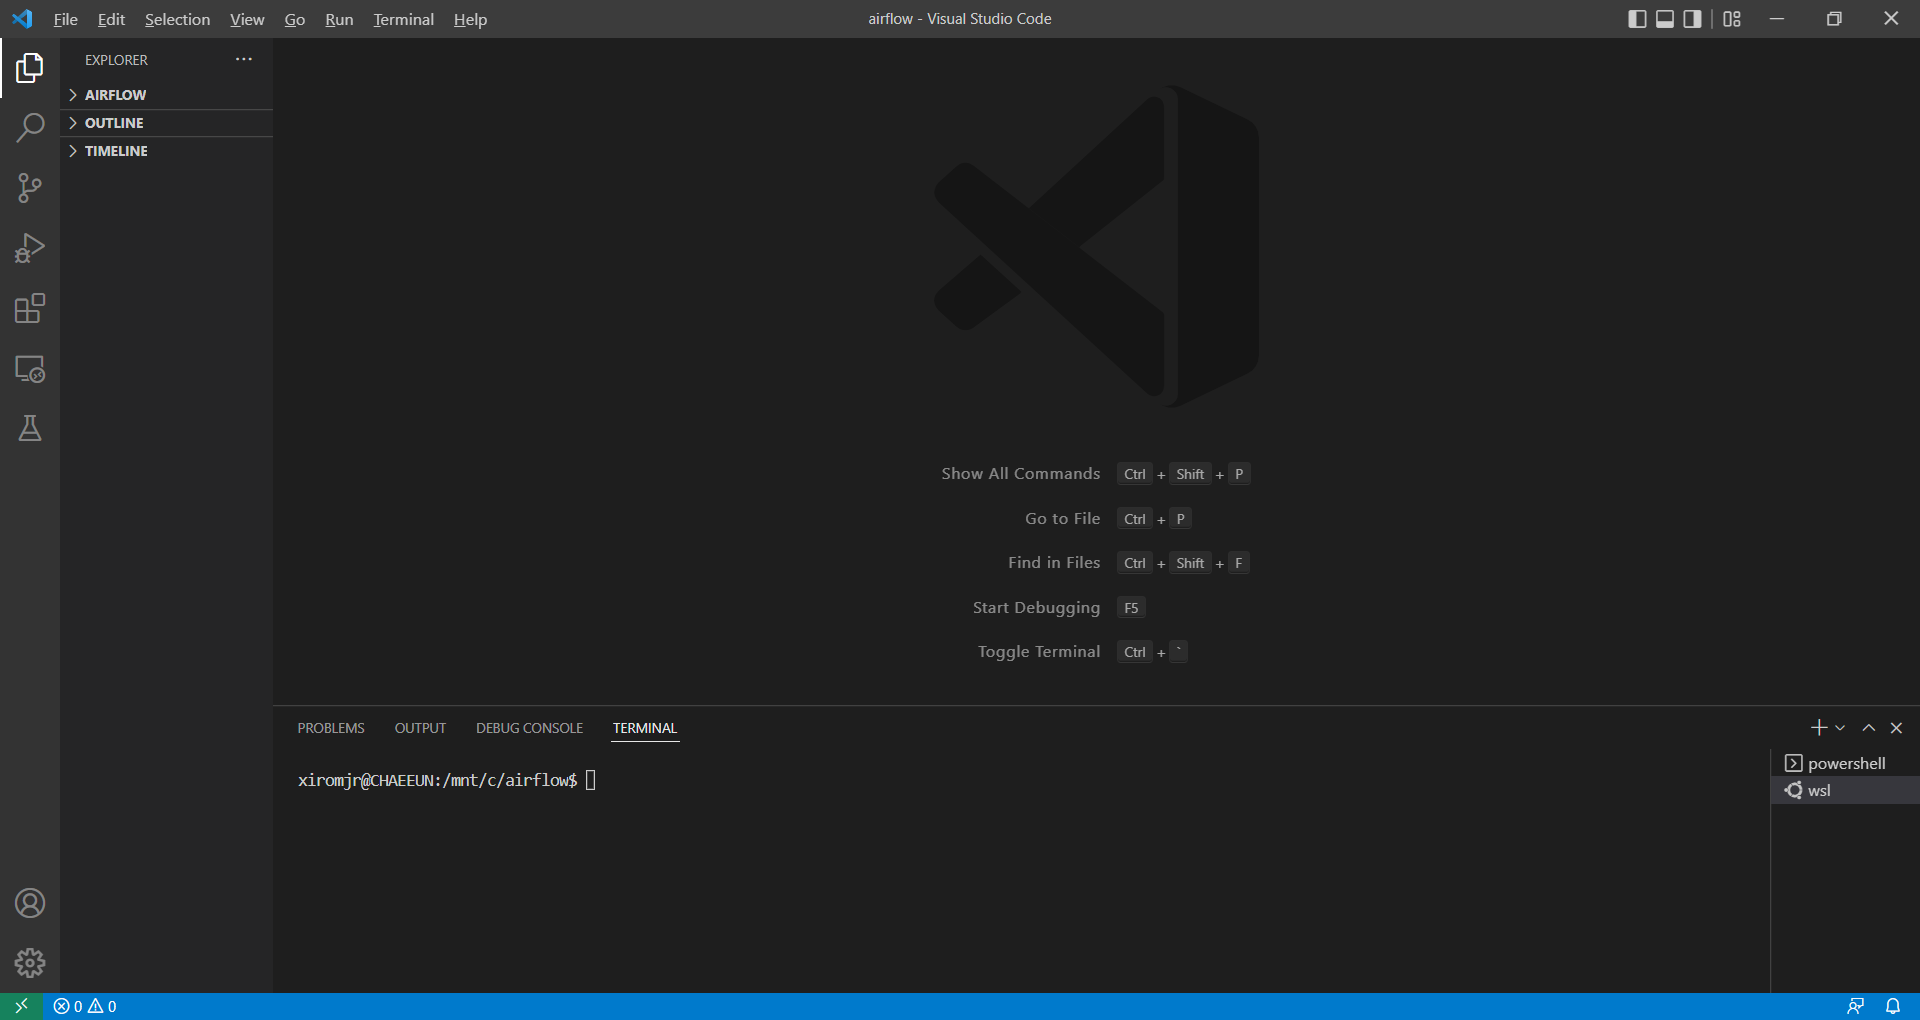 File Edit Selection View Go Run Terminal Help
airflow - Visual Studio Code
EXPLORER
AIRFLOW
OUTLINE
TIMELINE
Show All Commands Ctrl + Shift + P
Go to File Ctrl + P
Find in Files Ctrl + Shift + F
Start Debugging F5
Toggle Terminal Ctrl + `
PROBLEMS OUTPUT DEBUG CONSOLE TERMINAL
xiromjr@CHAEEUN:/mnt/c/airflow$
powershell
wsl
0 0